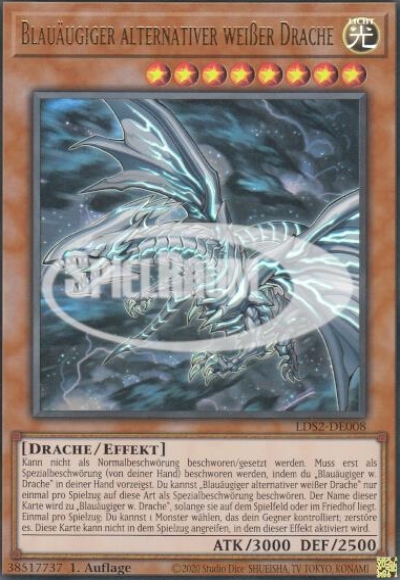 Blauäugiger alternativer weißer Drache
LICHT
光
SPIELRAUM
LDS2-DE008
[Drache/Effekt]
Kann nicht als Normalbeschwörung beschworen/gesetzt werden. Muss erst als
Spezialbeschwörung (von deiner Hand) beschworen werden, indem du „Blauäugiger w.
Drache" in deiner Hand vorzeigst. Du kannst „Blauäugiger alternativer weißer Drache" nur
einmal pro Spielzug auf diese Art als Spezialbeschwörung beschwören. Der Name dieser
Karte wird zu „Blauäugiger w. Drache", solange sie auf dem Spielfeld oder im Friedhof liegt.
Einmal pro Spielzug: Du kannst 1 Monster wählen, das dein Gegner kontrolliert; zerstöre
es. Diese Karte kann nicht in dem Spielzug angreifen, in dem dieser Effekt aktiviert wird.
ATK/3000 DEF/2500
38517737 1. Auflage ©2020 Studio Dice/SHUEISHA, TV TOKYO, KONAMI